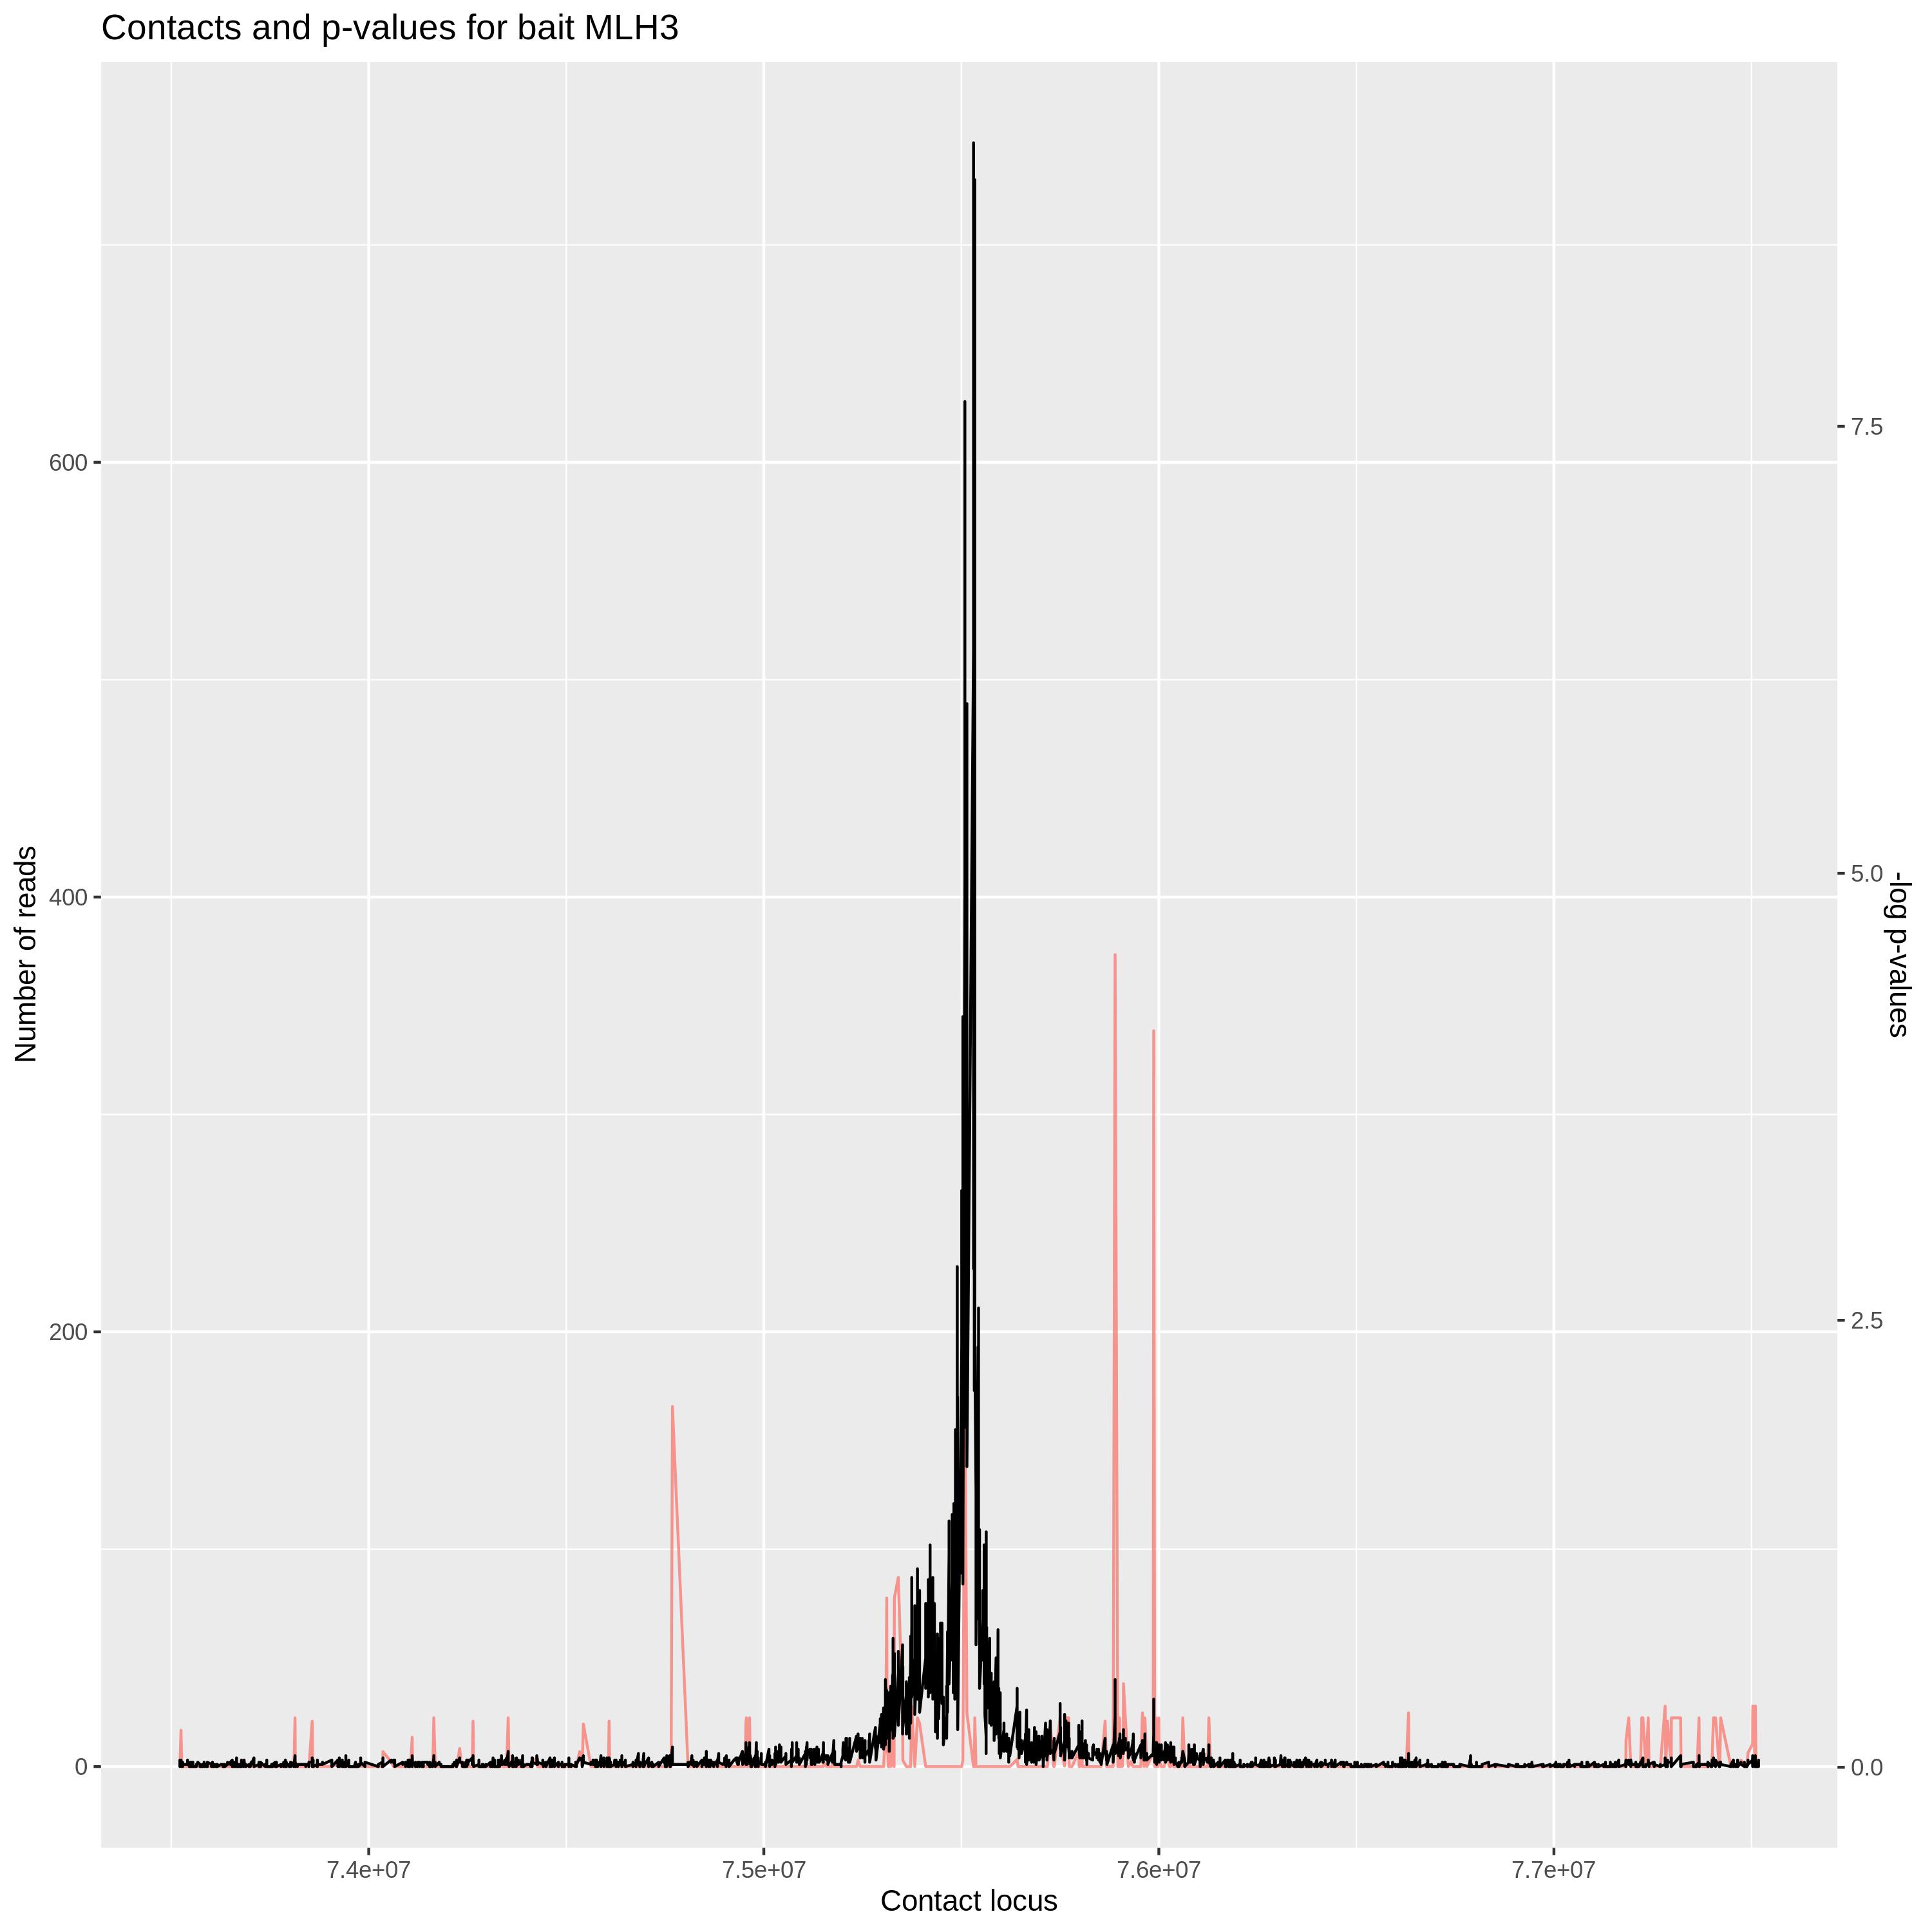 Contacts and p-values for bait MLH3
Number of reads
600
400
200
0
7.5
5.0
2.5
0.0
-log p-values
7.4e+07
7.5e+07
7.6e+07
7.7e+07
Contact locus